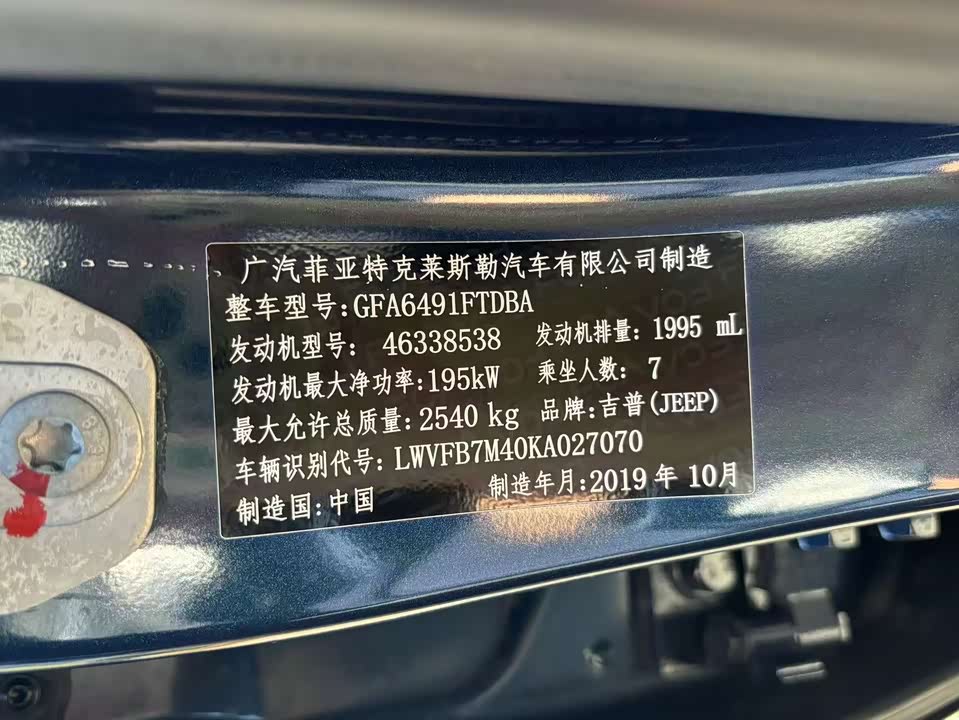 广汽菲亚特克莱斯勒汽车有限公司制造
整车型号:GFA6491FTDBA
发动机型号: 46338538 发动机排量: 1995 mL
发动机最大净功率:195kW 乘坐人数: 7
最大允许总质量:2540 kg 品牌:吉普(JEEP)
车辆识别代号: LWVFB7M40KA027070
制造国:中国 制造年月:2019 年 10月